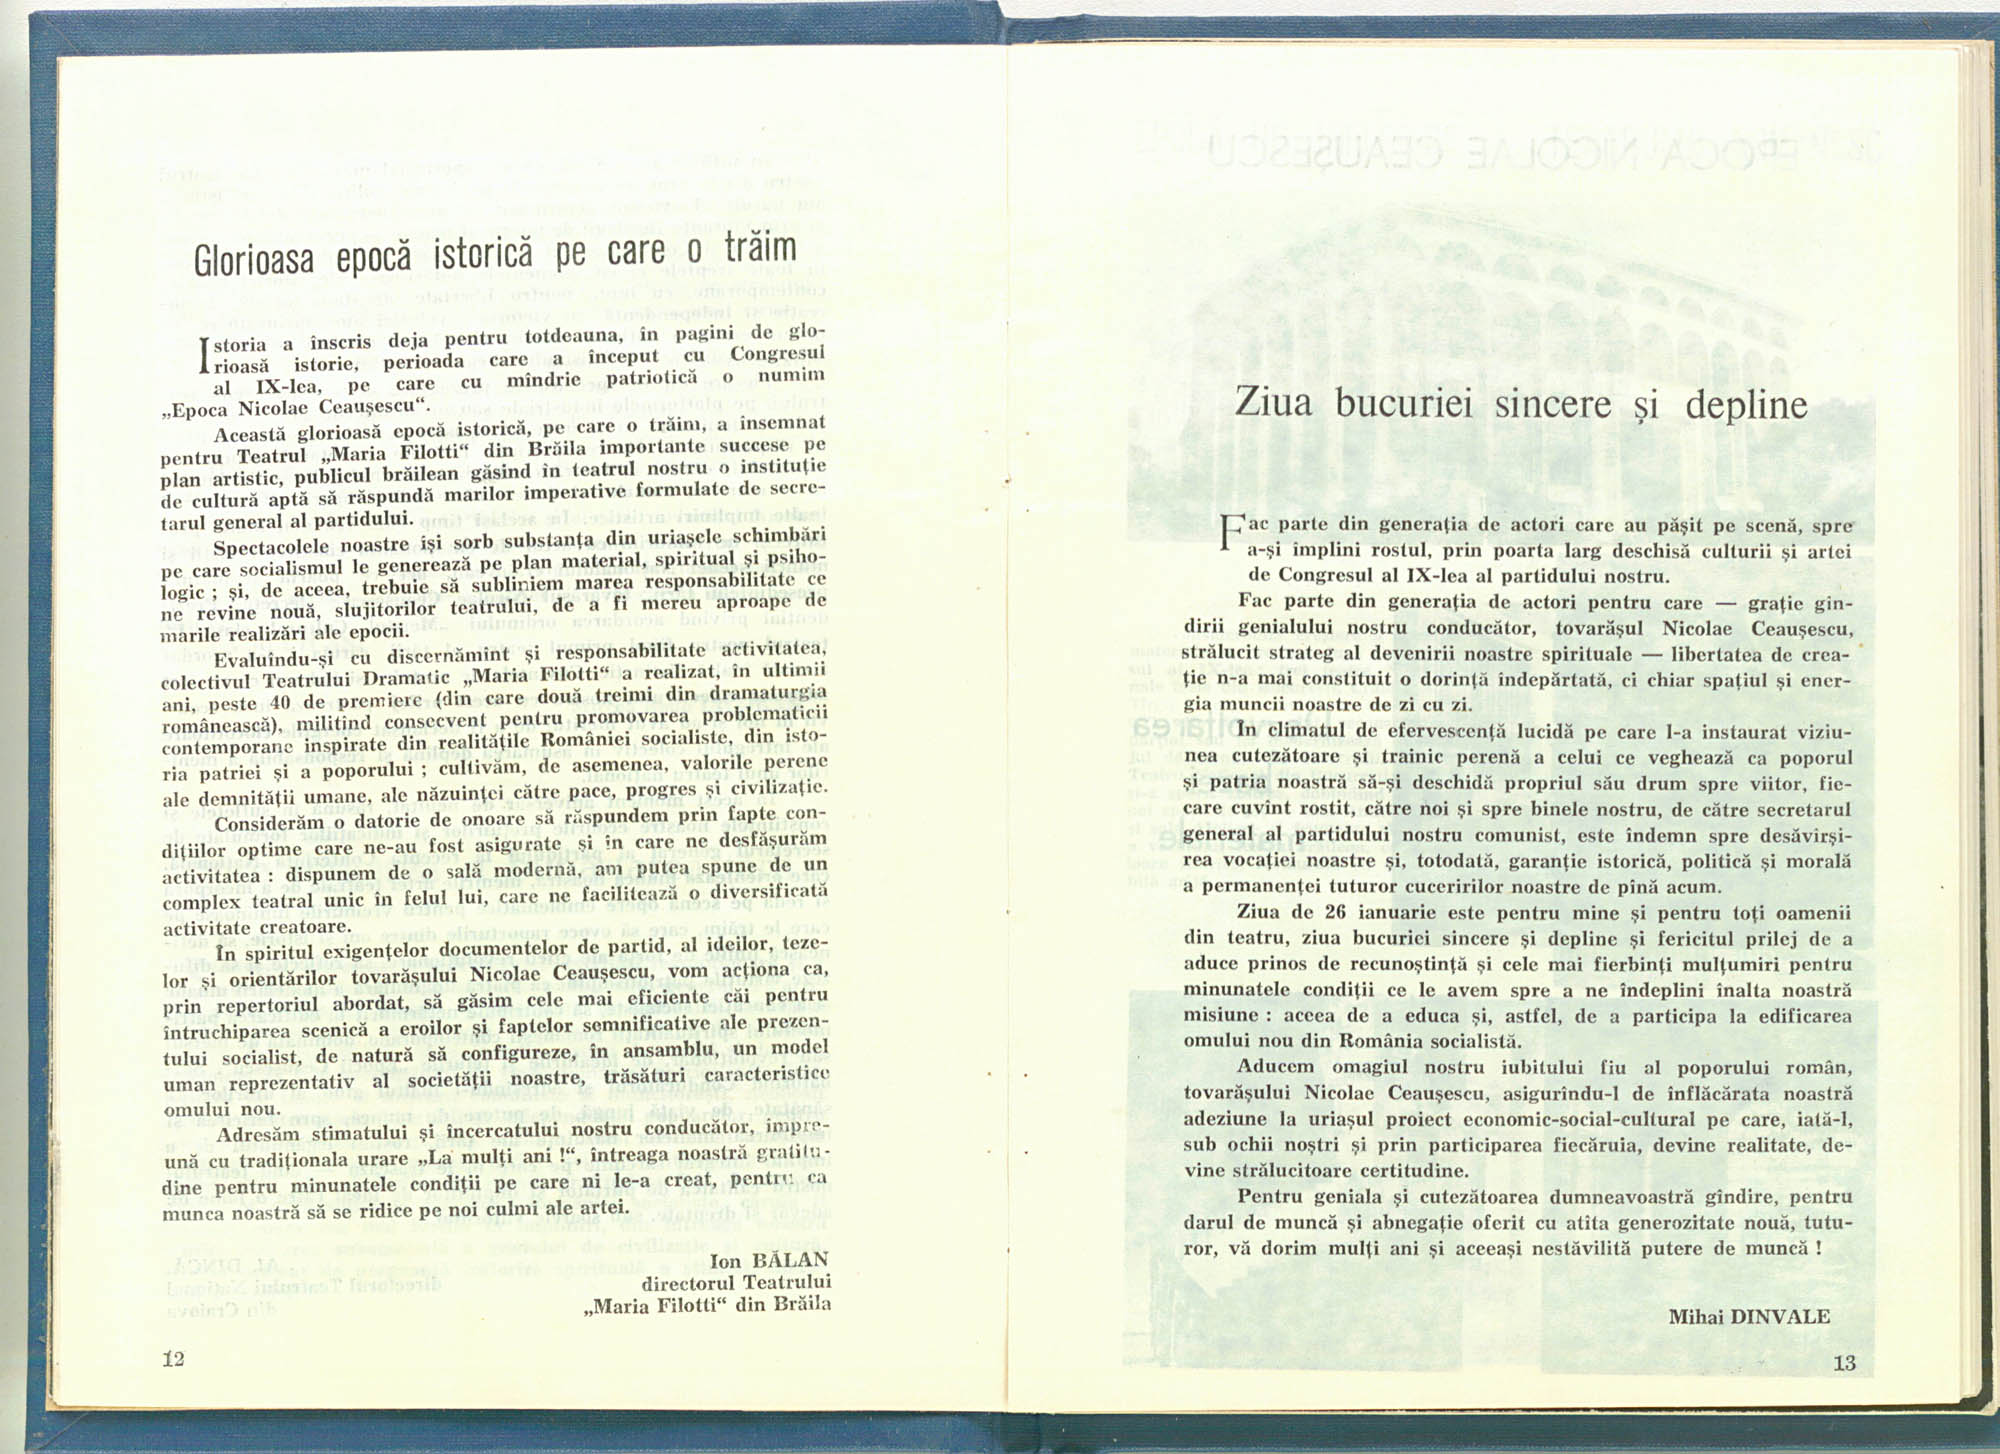 Glorioasa epocă istorică pe care o trăim
Istoria a înscris deja pentru totdeauna, în pagini de glo-
rioasă istorie, perioada care a început cu Congresul
al IX-lea, pe care cu mîndrie patriotică o numim
„Epoca Nicolae Ceaușescu“.
Această glorioasă epocă istorică, pe care o trăim, a însemnat
pentru Teatrul „Maria Filotti“ din Brăila importante succese pe
plan artistic, publicul brăilean găsind în teatrul nostru o instituție
de cultură aptă să răspundă marilor imperative formulate de secre-
tarul general al partidului.
Spectacolele noastre își sorb substanța din uriașele schimbări
pe care socialismul le generează pe plan material, spiritual și psiho-
logic ; și, de aceea, trebuie să subliniem marea responsabilitate ce
ne revine nouă, slujitorilor teatrului, de a fi mereu aproape de
marile realizări ale epocii.
Evaluîndu-și cu discernămînt și responsabilitate activitatea,
colectivul Teatrului Dramatic „Maria Filotti“ a realizat, în ultimii
ani, peste 40 de premiere (din care două treimi din dramaturgia
românească), militînd consecvent pentru promovarea problematicii
contemporane inspirate din realitățile României socialiste, din isto-
ria patriei și a poporului ; cultivăm, de asemenea, valorile perene
ale demnității umane, ale năzuinței către pace, progres și civilizație.
Considerăm o datorie de onoare să răspundem prin fapte con-
dițiilor optime care ne-au fost asigurate și în care ne desfășurăm
activitatea : dispunem de o sală modernă, am putea spune de un
complex teatral unic în felul lui, care ne facilitează o diversificată
activitate creatoare.
În spiritul exigențelor documentelor de partid, al ideilor, teze-
lor și orientărilor tovarășului Nicolae Ceaușescu, vom acționa ca,
prin repertoriul abordat, să găsim cele mai eficiente căi pentru
întruchiparea scenică a eroilor și faptelor semnificative ale prezen-
tului socialist, de natură să configureze, în ansamblu, un model
uman reprezentativ al societății noastre, trăsături caracteristice
omului nou.
Adresăm stimatului și încercatului nostru conducător, împre-
ună cu tradiționala urare „La mulți ani !“, întreaga noastră gratitu-
dine pentru minunatele condiții pe care ni le-a creat, pentru ca
munca noastră să se ridice pe noi culmi ale artei.
Ion BĂLAN
directorul Teatrului
„Maria Filotti“ din Brăila
12
Ziua bucuriei sincere și depline
Fac parte din generația de actori care au pășit pe scenă, spre
a-și împlini rostul, prin poarta larg deschisă culturii și artei
de Congresul al IX-lea al partidului nostru.
Fac parte din generația de actori pentru care — grație gîn-
dirii genialului nostru conducător, tovarășul Nicolae Ceaușescu,
strălucit strateg al devenirii noastre spirituale — libertatea de crea-
ție n-a mai constituit o dorință îndepărtată, ci chiar spațiul și ener-
gia muncii noastre de zi cu zi.
În climatul de efervescență lucidă pe care l-a instaurat viziu-
nea cutezătoare și trainic perenă a celui ce veghează ca poporul
și patria noastră să-și deschidă propriul său drum spre viitor, fie-
care cuvînt rostit, către noi și spre binele nostru, de către secretarul
general al partidului nostru comunist, este îndemn spre desăvîrși-
rea vocației noastre și, totodată, garanție istorică, politică și morală
a permanenței tuturor cuceririlor noastre de pînă acum.
Ziua de 26 ianuarie este pentru mine și pentru toți oamenii
din teatru, ziua bucuriei sincere și depline și fericitul prilej de a
aduce prinos de recunoștință și cele mai fierbinți mulțumiri pentru
minunatele condiții ce le avem spre a ne îndeplini înalta noastră
misiune : aceea de a educa și, astfel, de a participa la edificarea
omului nou din România socialistă.
Aducem omagiul nostru iubitului fiu al poporului român,
tovarășului Nicolae Ceaușescu, asigurîndu-l de înflăcărata noastră
adeziune la uriașul proiect economic-social-cultural pe care, iată-l,
sub ochii noștri și prin participarea fiecăruia, devine realitate, de-
vine strălucitoare certitudine.
Pentru geniala și cutezătoarea dumneavoastră gîndire, pentru
darul de muncă și abnegație oferit cu atîta generozitate nouă, tutu-
ror, vă dorim mulți ani și aceeași nestăvilită putere de muncă !
Mihai DINVALE
13